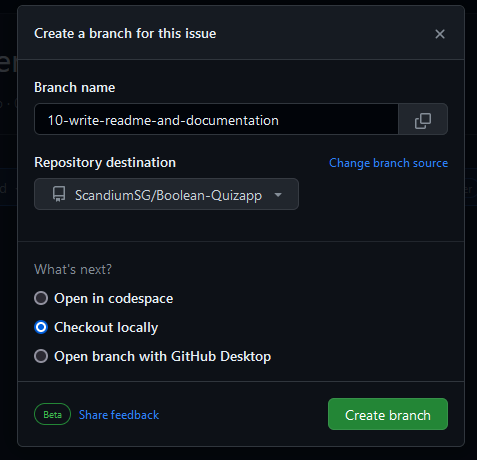 Create a branch for this issue
Branch name
10-write-readme-and-documentation
Repository destination
Change branch source
ScandiumSG/Boolean-Quizapp
What's next?
Open in codespace
Checkout locally
Open branch with GitHub Desktop
Beta
Share feedback
Create branch